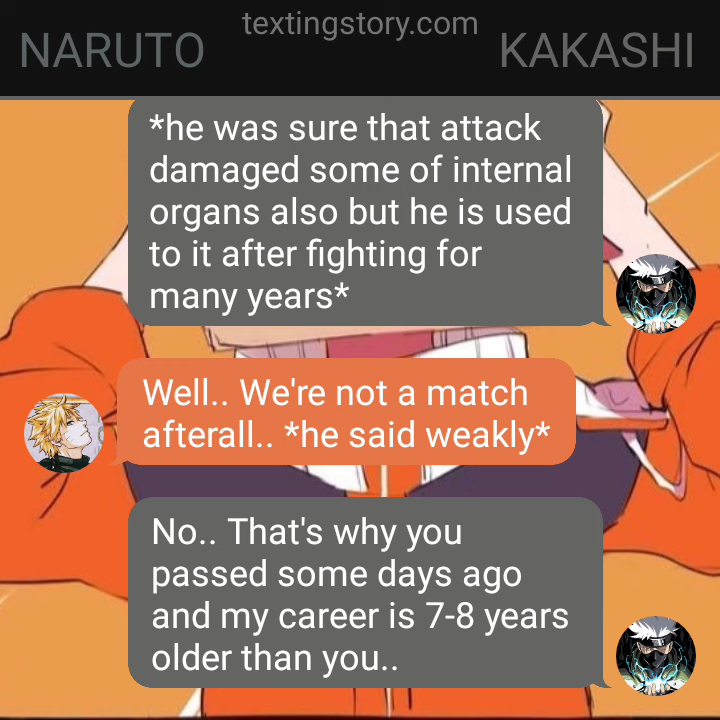 textingstory.com
NARUTO
KAKASHI
*he was sure that attack
damaged some of internal
organs also but he is used
to it after fighting for
many years*
Well.. We're not a match
afterall.. *he said weakly*
No.. That's why you
passed some days ago
and my career is 7-8 years
older than you..